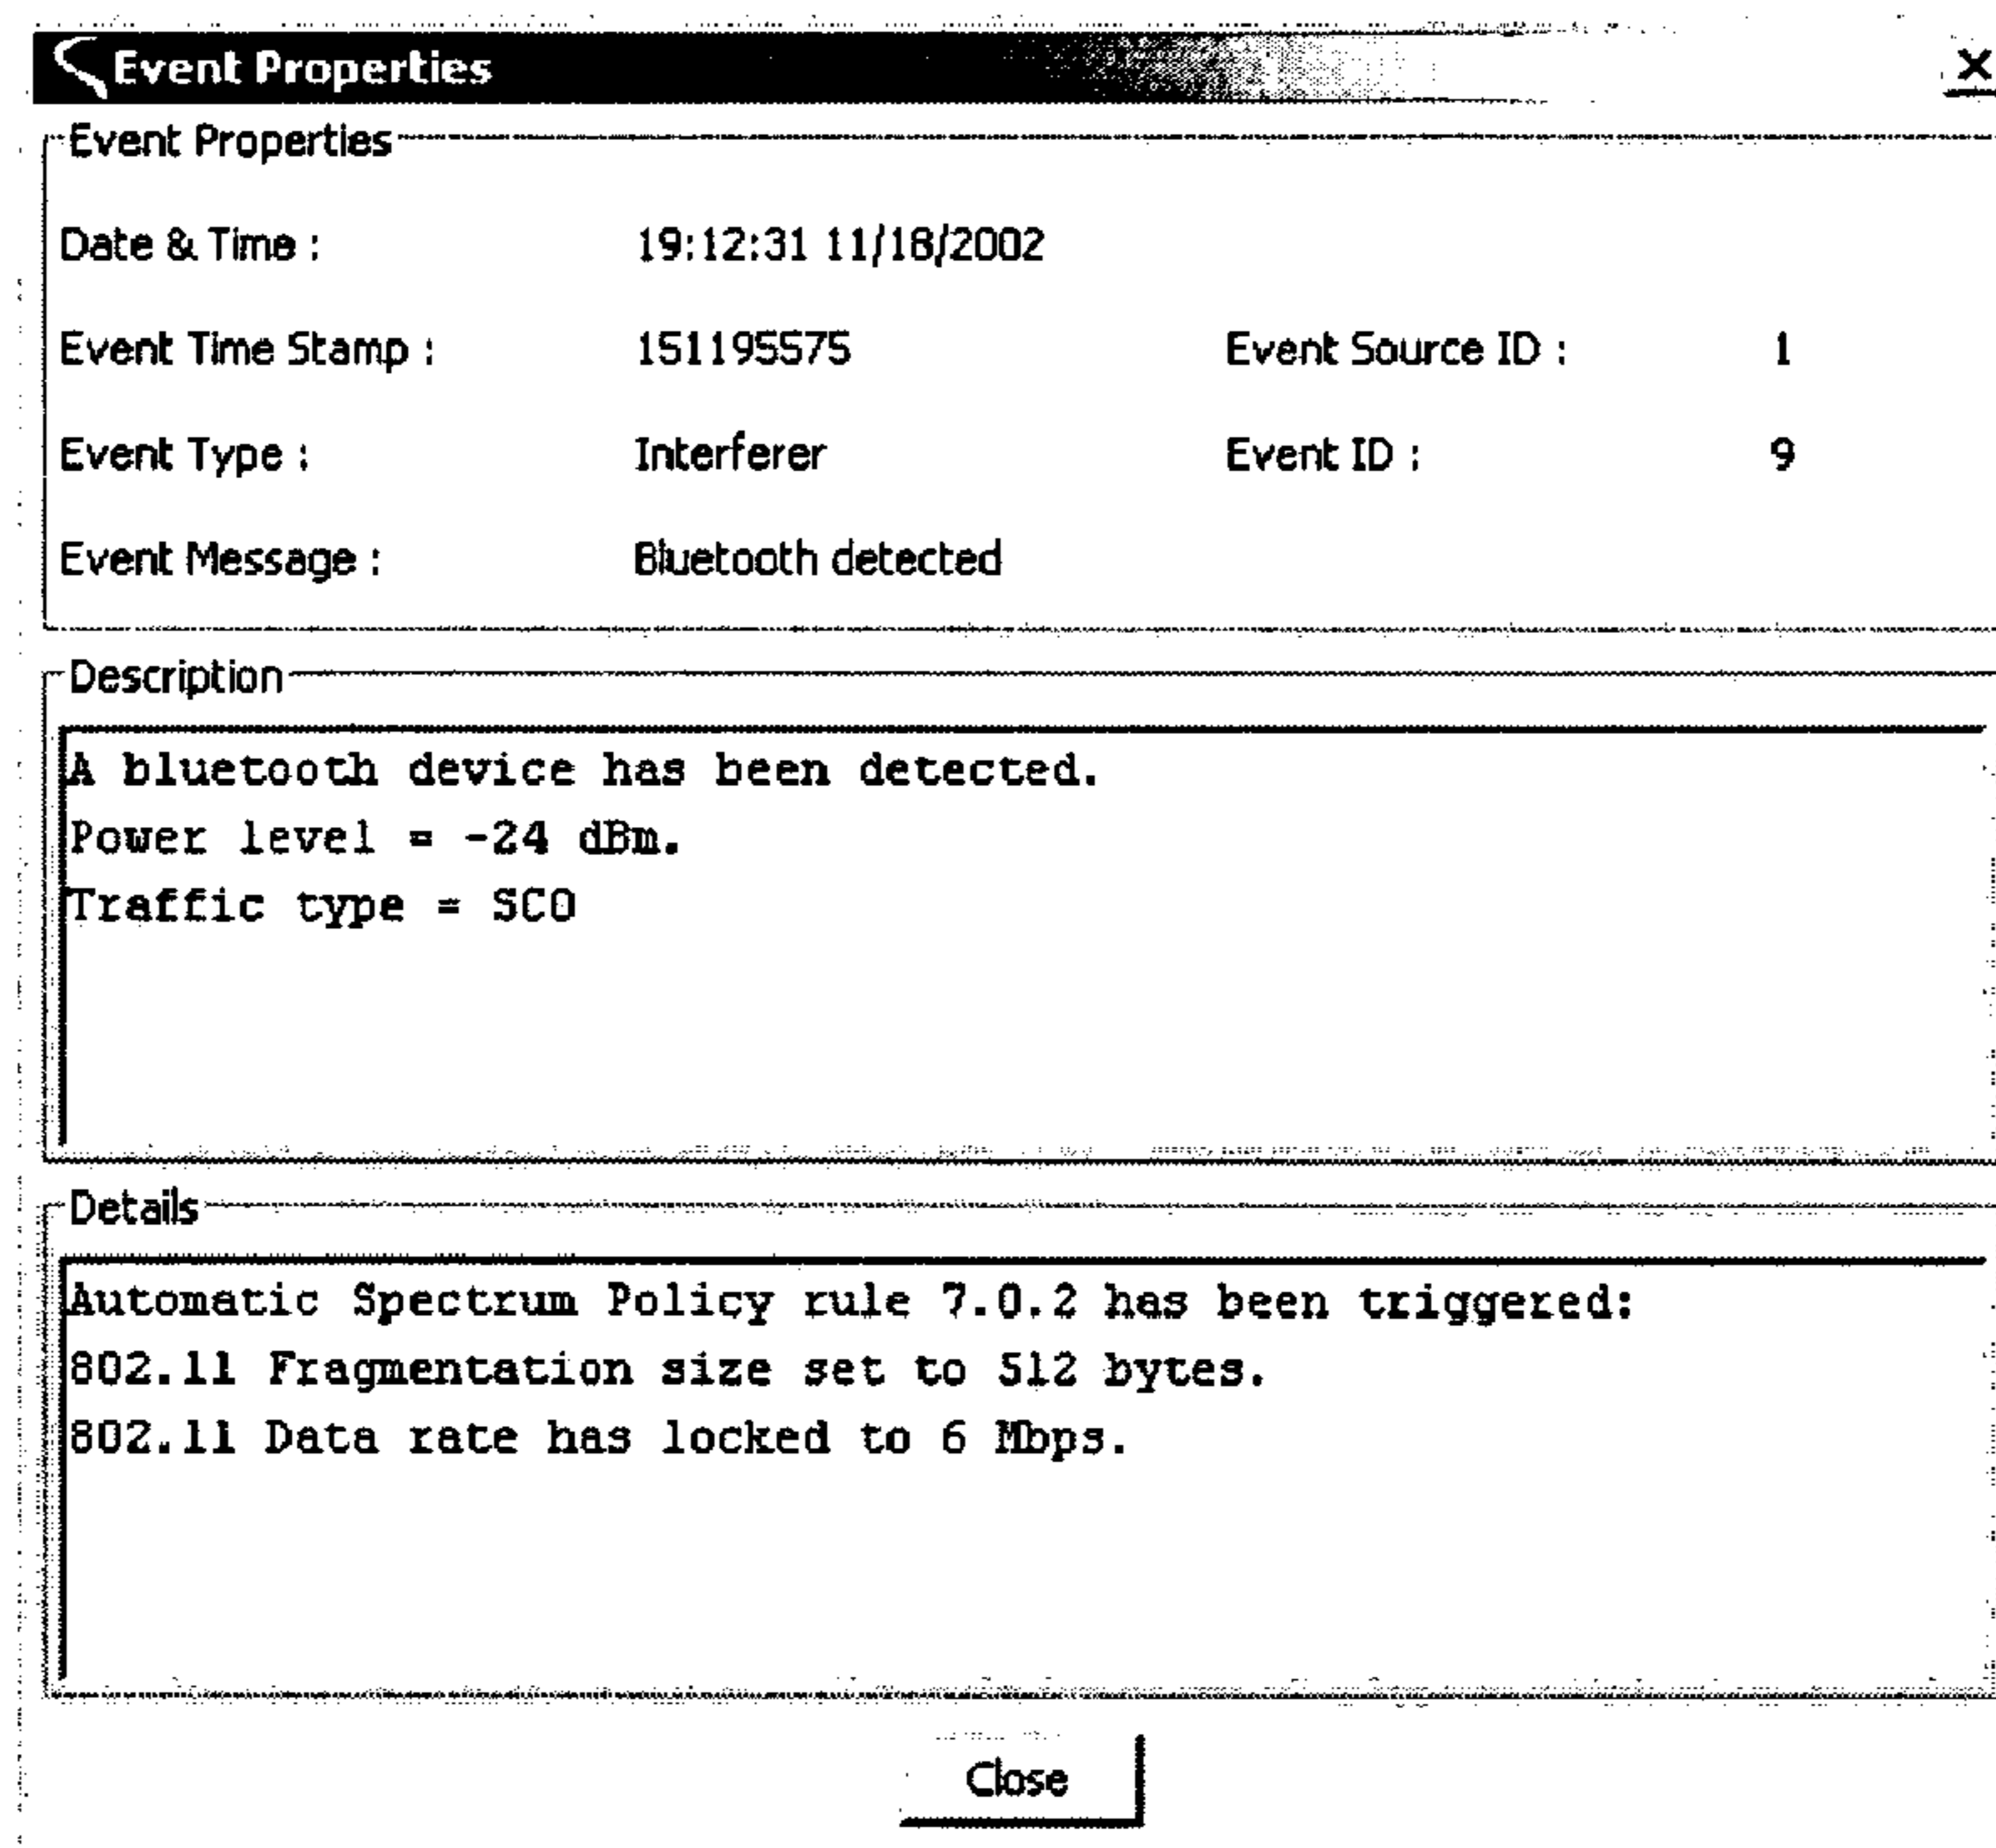 Event Properties
Event Properties
Date & Time : 19:12:31 11/18/2002
Event Time Stamp : 151195575 Event Source ID : 1
Event Type : Interferer Event ID : 9
Event Message : Bluetooth detected
Description
A bluetooth device has been detected.
Power level = -24 dBm.
Traffic type = SCO
Details
Automatic Spectrum Policy rule 7.0.2 has been triggered:
802.11 Fragmentation size set to 512 bytes.
802.11 Data rate has locked to 6 Mbps.
Close